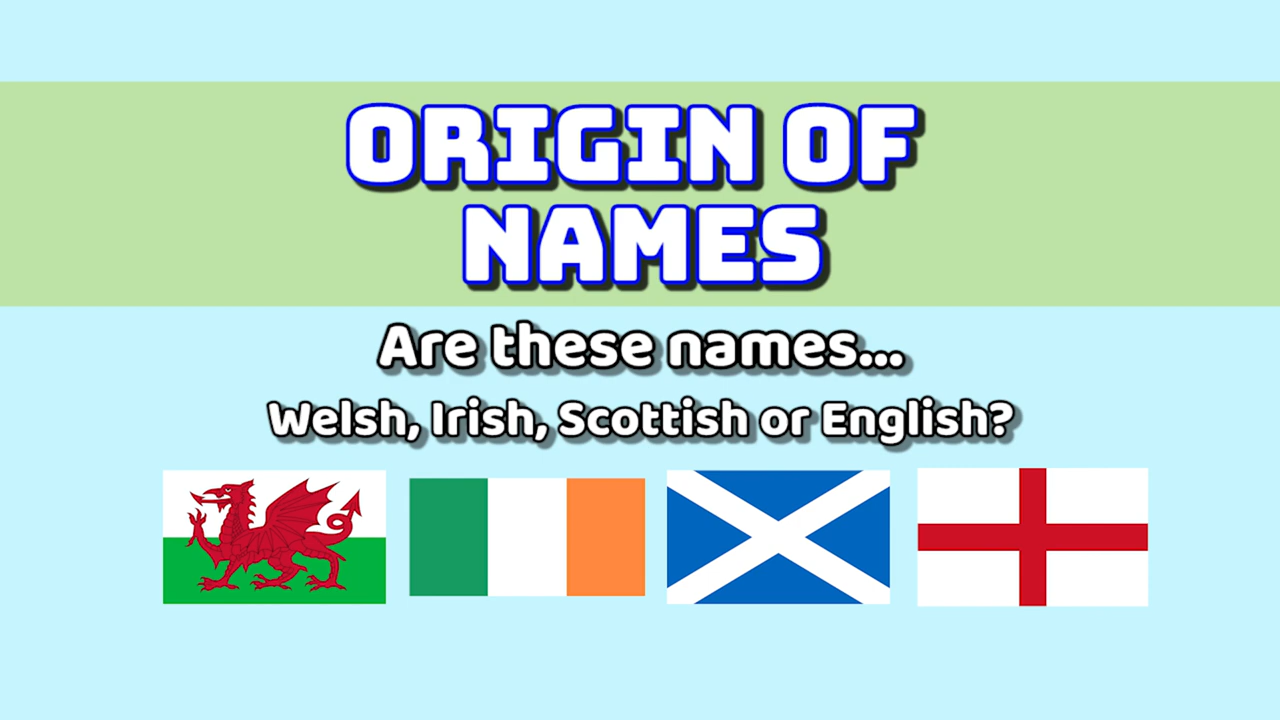 ORIGIN OF
NAMES
Are these names...
Welsh, Irish, Scottish or English?